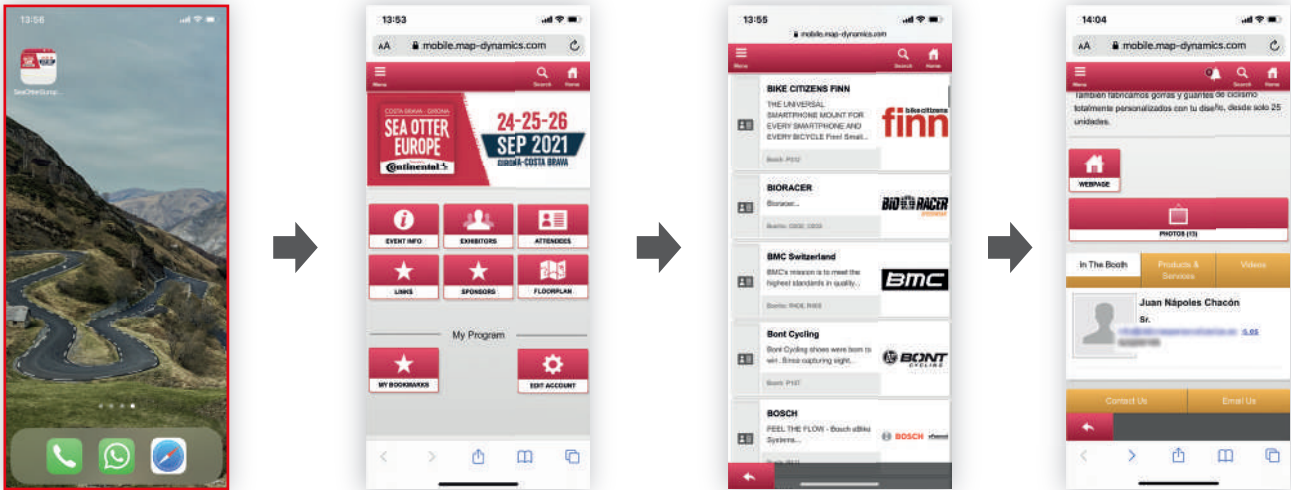 13:56
SeaOtterEurop...
13:53
AA mobile.map-dynamics.com
Menu
Search
Home
COSTA BRAVA - GIRONA
SEA OTTER
EUROPE
Continental
24-25-26
SEP 2021
GIRONA-COSTA BRAVA
EVENT INFO
EXHIBITORS
ATTENDEES
LINKS
SPONSORS
FLOORPLAN
My Program
MY BOOKMARKS
EDIT ACCOUNT
13:55
mobile.map-dynamics.com
Menu
Search
Home
BIKE CITIZENS FINN
THE UNIVERSAL
SMARTPHONE MOUNT FOR
EVERY SMARTPHONE AND
EVERY BICYCLE Finn! Small...
bikecitizens
finn
BIORACER
Bioracer...
BIORACER
BMC Switzerland
BMC's mission is to meet the
highest standards in quality...
BMC
Bont Cycling
Bont Cycling shoes were born to
win. Since capturing sight,...
Booth: P107
BONT
CYCLING
BOSCH
FEEL THE FLOW - Bosch eBike
Systems...
BOSCH
14:04
AA mobile.map-dynamics.com
Menu
0
Search
Home
También fabricamos gorras y guantes de ciclismo
totalmente personalizados con tu diseño, desde solo 25
unidades.
WEBPAGE
PHOTOS (13)
In The Booth
Products &
Services
Videos
Juan Nápoles Chacón
Sr.
Contact Us
Email Us